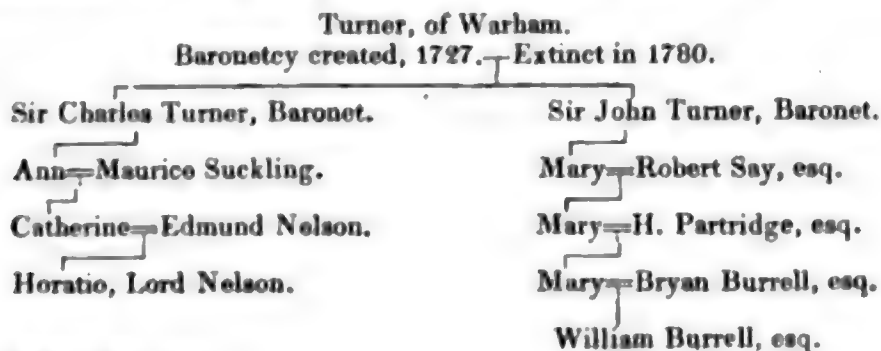 Turner, of Warham.
Baronetcy created, 1727. Extinct in 1780.
Sir Charles Turner, Baronet. Sir John Turner, Baronet.
Ann=Maurice Suckling. Mary=Robert Say, esq.
Catherine=Edmund Nelson. Mary=H. Partridge, esq.
Horatio, Lord Nelson. Mary=Bryan Burrell, esq.
William Burrell, esq.